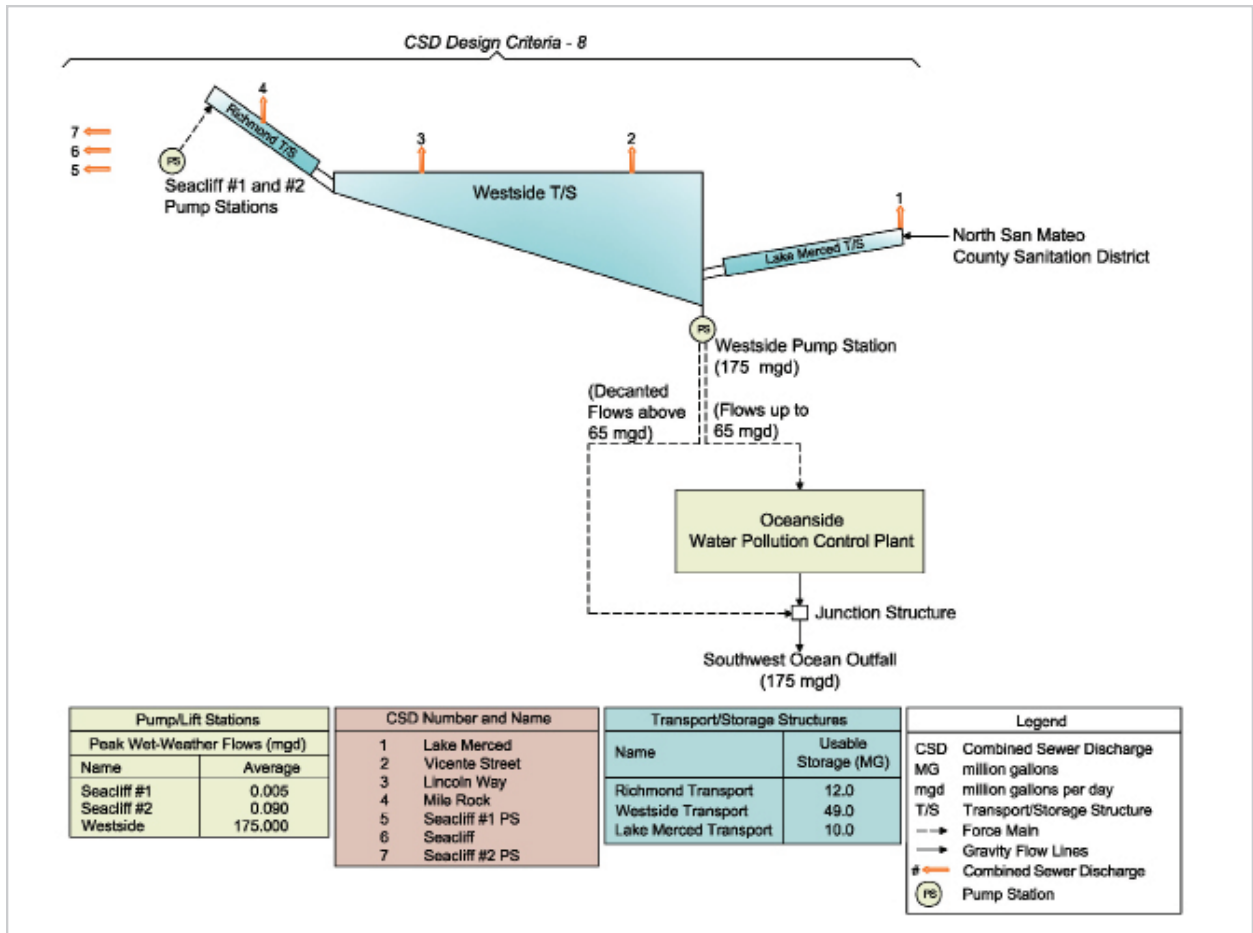 CSD Design Criteria - 8
4
Richmond T/S
7
6
5
PS
Seacliff #1 and #2
Pump Stations
3
2
Westside T/S
1
Lake Merced T/S
North San Mateo
County Sanitation District
PS
Westside Pump Station
(175 mgd)
(Decanted
Flows above
65 mgd)
(Flows up to
65 mgd)
Oceanside
Water Pollution Control Plant
Junction Structure
Southwest Ocean Outfall
(175 mgd)
Pump/Lift Stations
Peak Wet-Weather Flows (mgd)
Name Average
Seacliff #1 0.005
Seacliff #2 0.090
Westside 175.000
CSD Number and Name
1 Lake Merced
2 Vicente Street
3 Lincoln Way
4 Mile Rock
5 Seacliff #1 PS
6 Seacliff
7 Seacliff #2 PS
Transport/Storage Structures
Name Usable
Storage (MG)
Richmond Transport 12.0
Westside Transport 49.0
Lake Merced Transport 10.0
Legend
CSD Combined Sewer Discharge
MG million gallons
mgd million gallons per day
T/S Transport/Storage Structure
Force Main
Gravity Flow Lines
# Combined Sewer Discharge
PS Pump Station